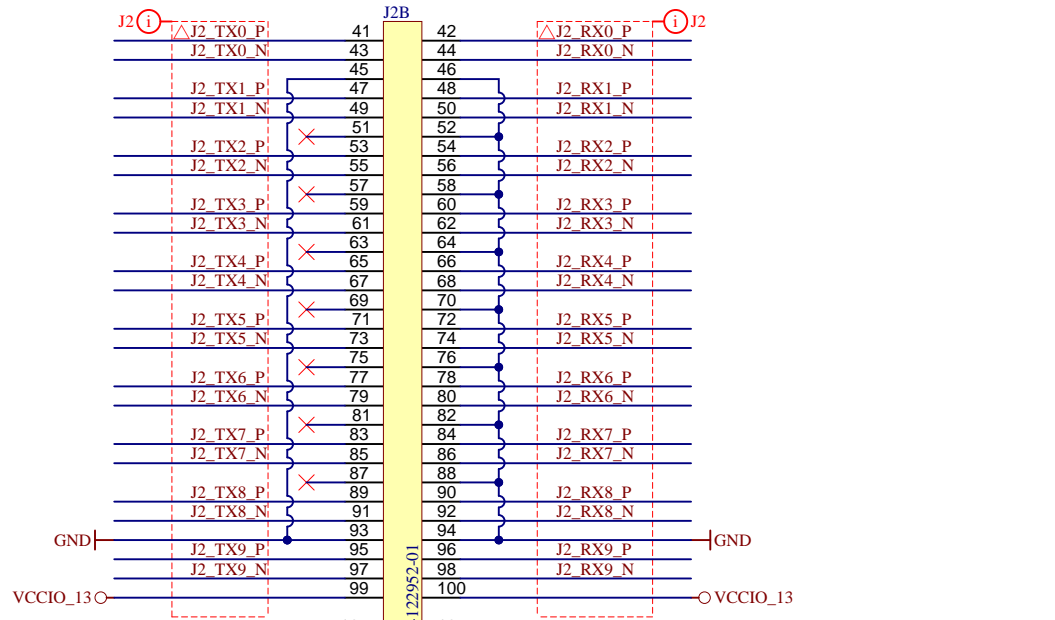 J2B
J2 i i J2
J2_TX0_P 41 42 J2_RX0_P
J2_TX0_N 43 44 J2_RX0_N
45 46
J2_TX1_P 47 48 J2_RX1_P
J2_TX1_N 49 50 J2_RX1_N
51 52
J2_TX2_P 53 54 J2_RX2_P
J2_TX2_N 55 56 J2_RX2_N
57 58
J2_TX3_P 59 60 J2_RX3_P
J2_TX3_N 61 62 J2_RX3_N
63 64
J2_TX4_P 65 66 J2_RX4_P
J2_TX4_N 67 68 J2_RX4_N
69 70
J2_TX5_P 71 72 J2_RX5_P
J2_TX5_N 73 74 J2_RX5_N
75 76
J2_TX6_P 77 78 J2_RX6_P
J2_TX6_N 79 80 J2_RX6_N
81 82
J2_TX7_P 83 84 J2_RX7_P
J2_TX7_N 85 86 J2_RX7_N
87 88
J2_TX8_P 89 90 J2_RX8_P
J2_TX8_N 91 92 J2_RX8_N
GND 93 94 GND
J2_TX9_P 95 96 J2_RX9_P
J2_TX9_N 97 98 J2_RX9_N
VCCIO_13 99 100 VCCIO_13
122952-01